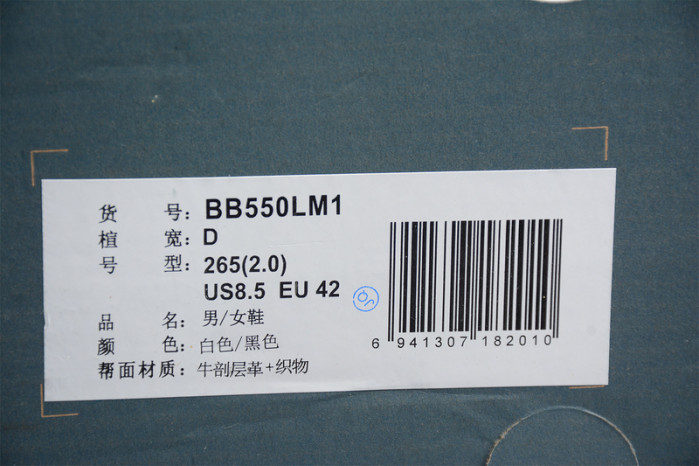 货 号: BB550LM1
楦 宽: D
号 型: 265(2.0)
US8.5 EU 42
品 名: 男/女鞋
颜 色: 白色/黑色
帮面材质: 牛剖层革+织物
6 941307 182010